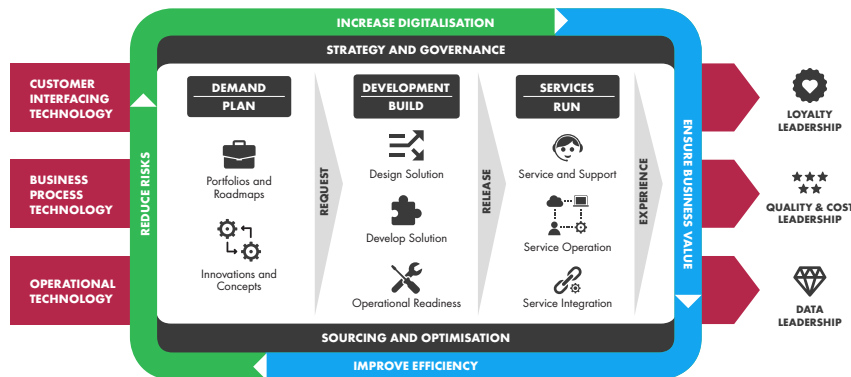 INCREASE DIGITALISATION
STRATEGY AND GOVERNANCE
CUSTOMER
INTERFACING
TECHNOLOGY
BUSINESS
PROCESS
TECHNOLOGY
OPERATIONAL
TECHNOLOGY
REDUCE RISKS
DEMAND
PLAN
Portfolios and
Roadmaps
Innovations and
Concepts
REQUEST
DEVELOPMENT
BUILD
Design Solution
Develop Solution
Operational Readiness
RELEASE
SERVICES
RUN
Service and Support
Service Operation
Service Integration
EXPERIENCE
ENSURE BUSINESS VALUE
LOYALTY
LEADERSHIP
QUALITY & COST
LEADERSHIP
DATA
LEADERSHIP
SOURCING AND OPTIMISATION
IMPROVE EFFICIENCY